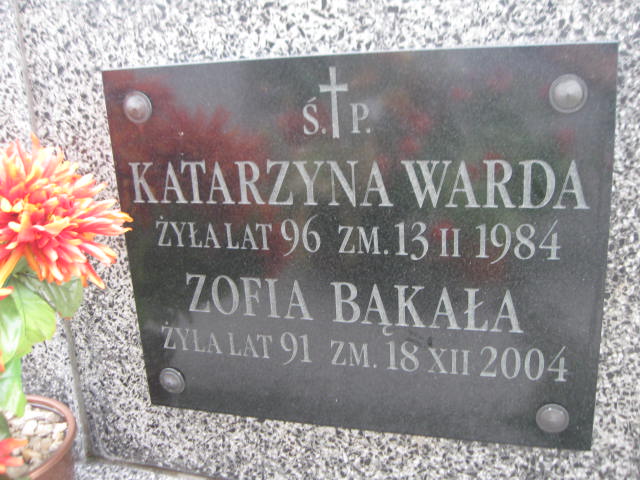 Ś. P.
KATARZYNA WARDA
ŻYŁA LAT 96 ZM. 13 II 1984
ZOFIA BĄKAŁA
ŻYŁA LAT 91 ZM. 18 XII 2004